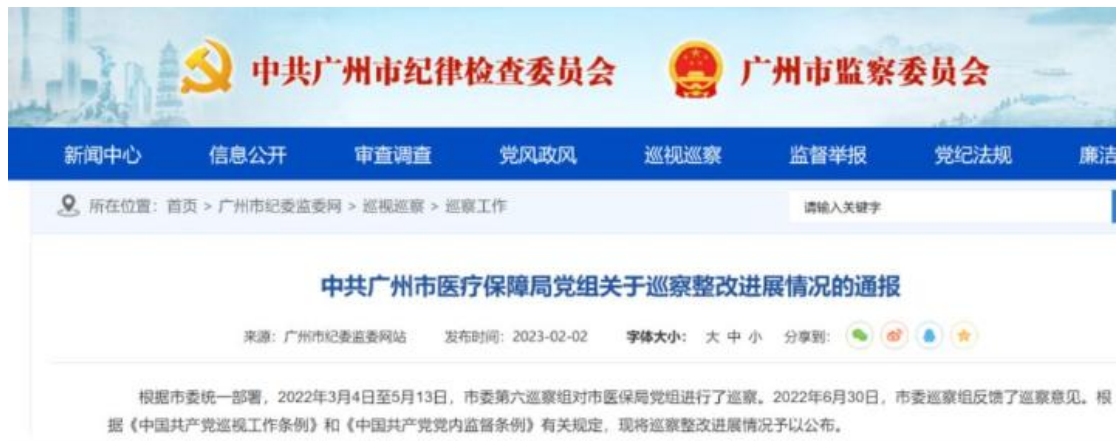 中共广州市纪律检查委员会 广州市监察委员会
新闻中心 信息公开 审查调查 党风政风 巡视巡察 监督举报 党纪法规 廉洁
所在位置：首页 > 广州市纪委监委网 > 巡视巡察 > 巡察工作 请输入关键字
中共广州市医疗保障局党组关于巡察整改进展情况的通报
来源：广州市纪委监委网站 发布时间：2023-02-02 字体大小： 大 中 小 分享到：
根据市委统一部署，2022年3月4日至5月13日，市委第六巡察组对市医保局党组进行了巡察。2022年6月30日，市委巡察组反馈了巡察意见。根
据《中国共产党巡视工作条例》和《中国共产党党内监督条例》有关规定，现将巡察整改进展情况予以公布。